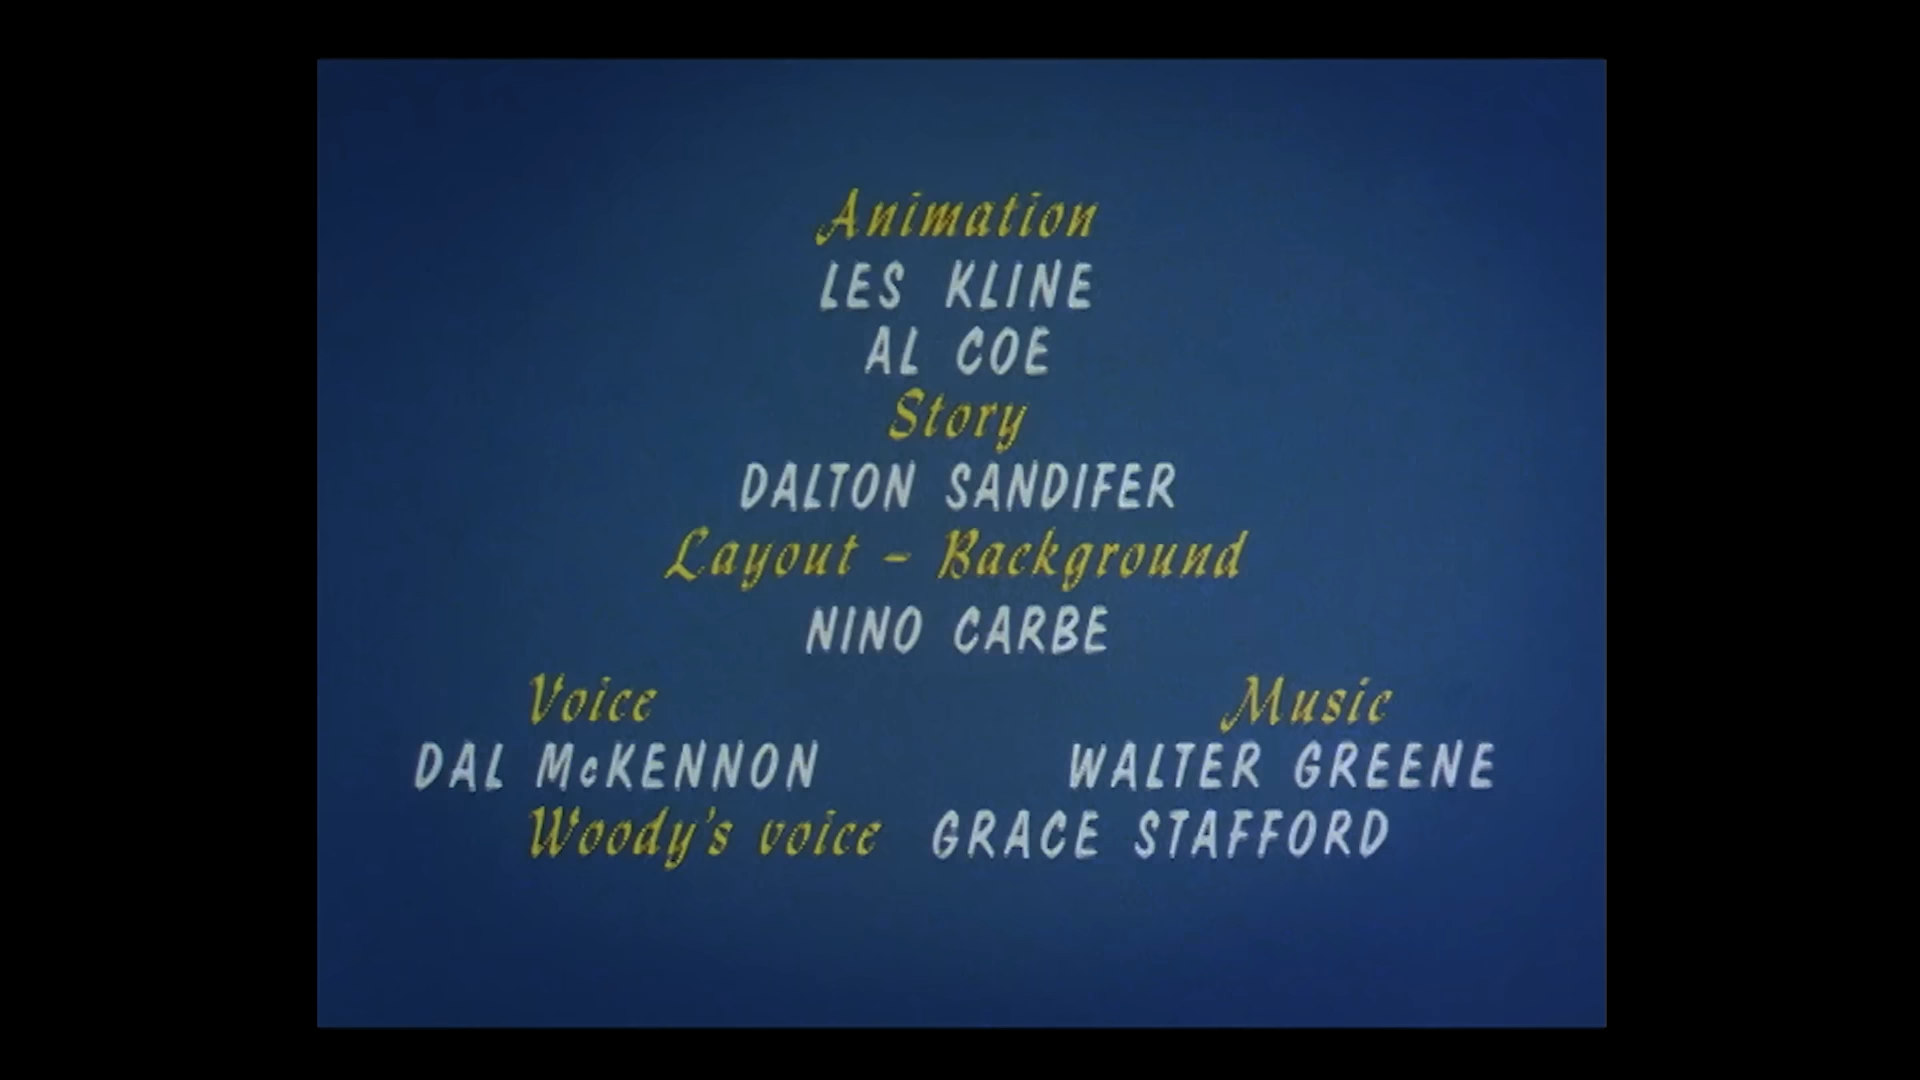 Animation
LES KLINE
AL COE
Story
DALTON SANDIFER
Layout - Background
NINO CARBE
Voice Music
DAL McKENNON WALTER GREENE
Woody's voice GRACE STAFFORD